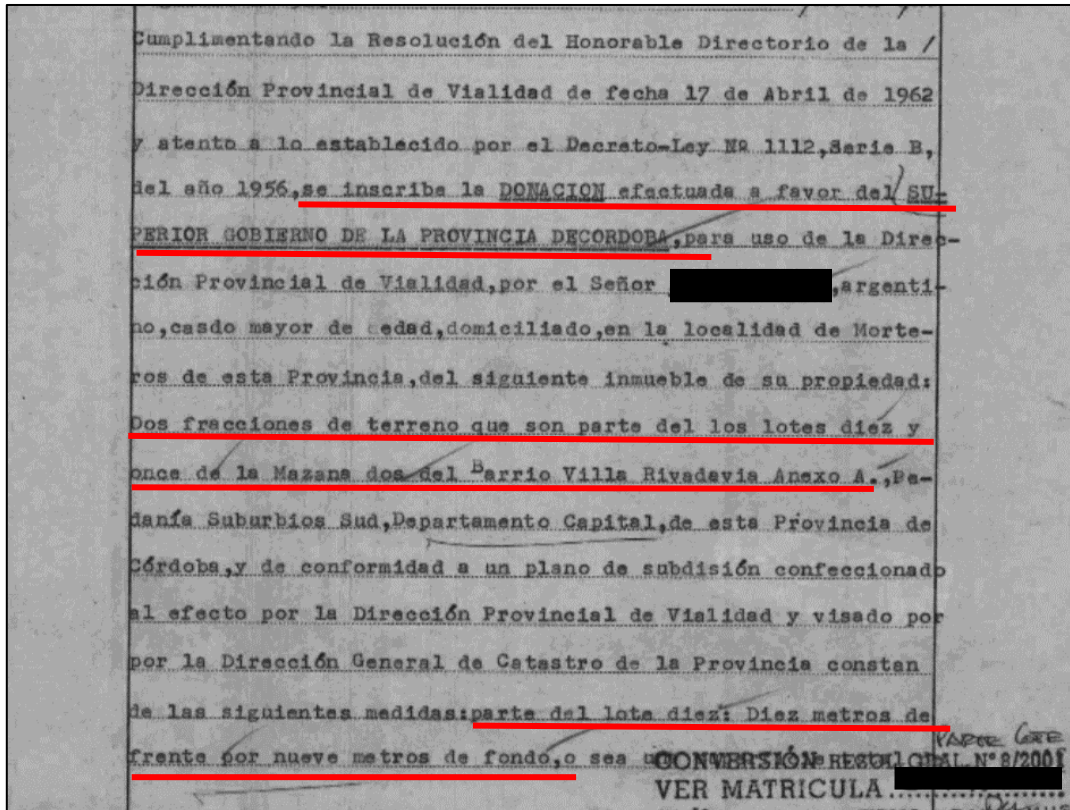 Cumplimentando la Resolución del Honorable Directorio de la /
Dirección Provincial de Vialidad de fecha 17 de Abril de 1962
y atento a lo establecido por el Decreto-Ley Nº 1112,Serie B,
del año 1956,se inscribe la DONACION efectuada a favor del SU-
PERIOR GOBIERNO DE LA PROVINCIA DECORDOBA,para uso de la Direc-
ción Provincial de Vialidad,por el Señor ,argenti-
no,casdo mayor de edad,domiciliado,en la localidad de Morte-
ros de esta Provincia,del siguiente inmueble de su propiedad:
Dos fracciones de terreno que son parte del los lotes diez y
once de la Mazana dos del Barrio Villa Rivadavia Anexo A.,Pe-
danía Suburbios Sud,Departamento Capital,de esta Provincia de
Córdoba,y de conformidad a un plano de subdisión confeccionado
al efecto por la Dirección Provincial de Vialidad y visado por
por la Dirección General de Catastro de la Provincia constan
de las siguientes medidas:parte del lote diez: Diez metros de
frente por nueve metros de fondo,o sea
PARTE
CONVERSIÓN Nº 8/2001
VER MATRICULA